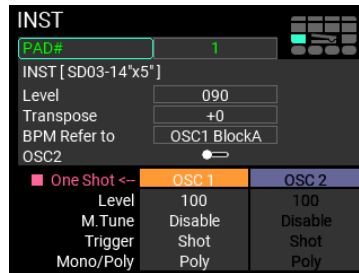 INST
PAD# 1
INST [ SD03-14"x5" ]
Level 090
Transpose +0
BPM Refer to OSC1 BlockA
OSC2
One Shot <-- OSC 1 OSC 2
Level 100 100
M.Tune Disable Disable
Trigger Shot Shot
Mono/Poly Poly Poly